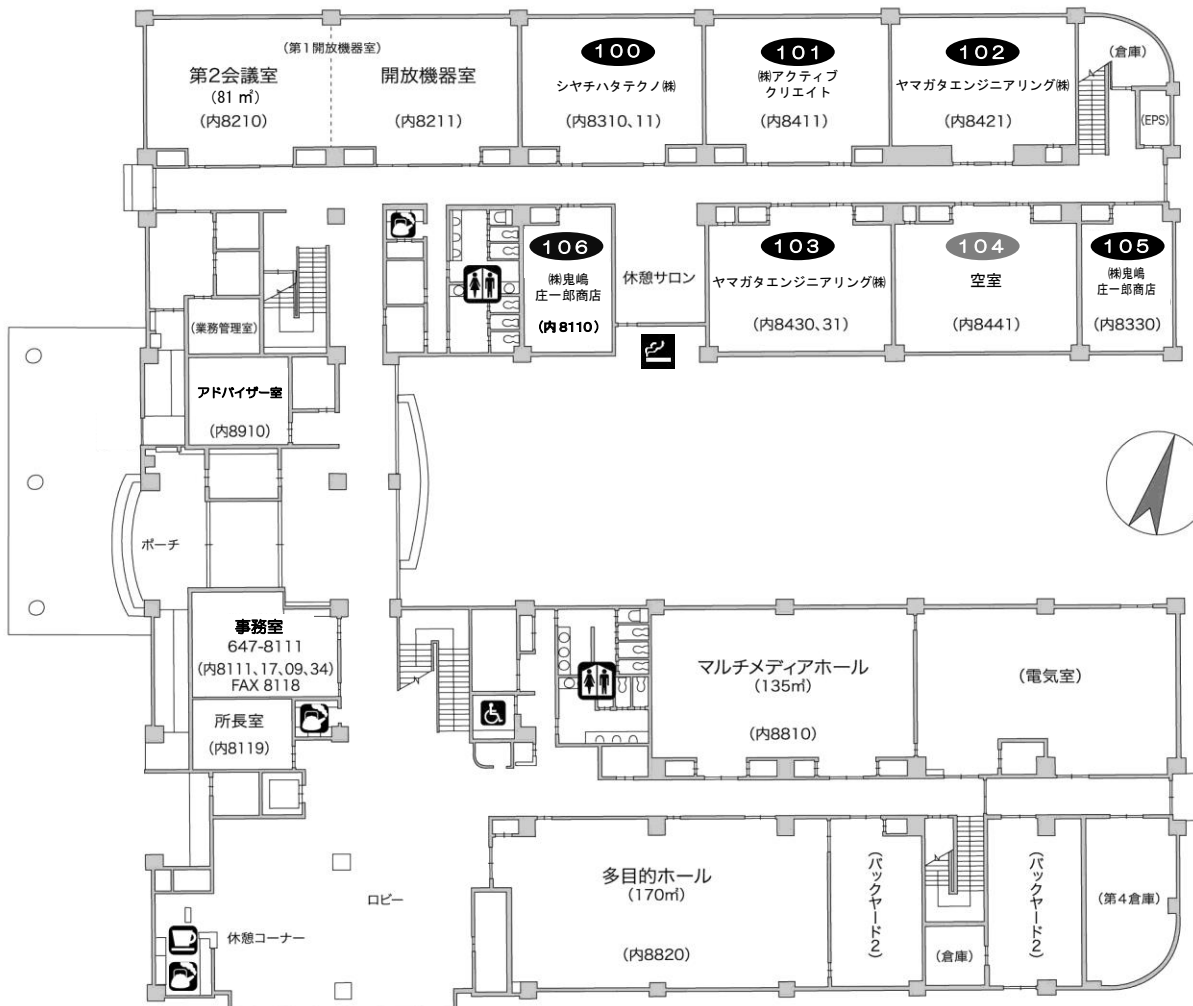 (第1開放機器室)
第2会議室
(81 ㎡)
(内8210)
開放機器室
(内8211)
100
シヤチハタテクノ㈱
(内8310、11)
101
㈱アクティブ
クリエイト
(内8411)
102
ヤマガタエンジニアリング㈱
(内8421)
(倉庫)
(EPS)
106
㈱鬼嶋
庄一郎商店
(内8110)
休憩サロン
103
ヤマガタエンジニアリング㈱
(内8430、31)
104
空室
(内8441)
105
㈱鬼嶋
庄一郎商店
(内8330)
(業務管理室)
アドバイザー室
(内8910)
ポーチ
事務室
647-8111
(内8111、17、09、34)
FAX 8118
所長室
(内8119)
マルチメディアホール
(135㎡)
(内8810)
(電気室)
多目的ホール
(170㎡)
(内8820)
(バックヤード2)
(倉庫)
(バックヤード2)
(第4倉庫)
ロビー
休憩コーナー